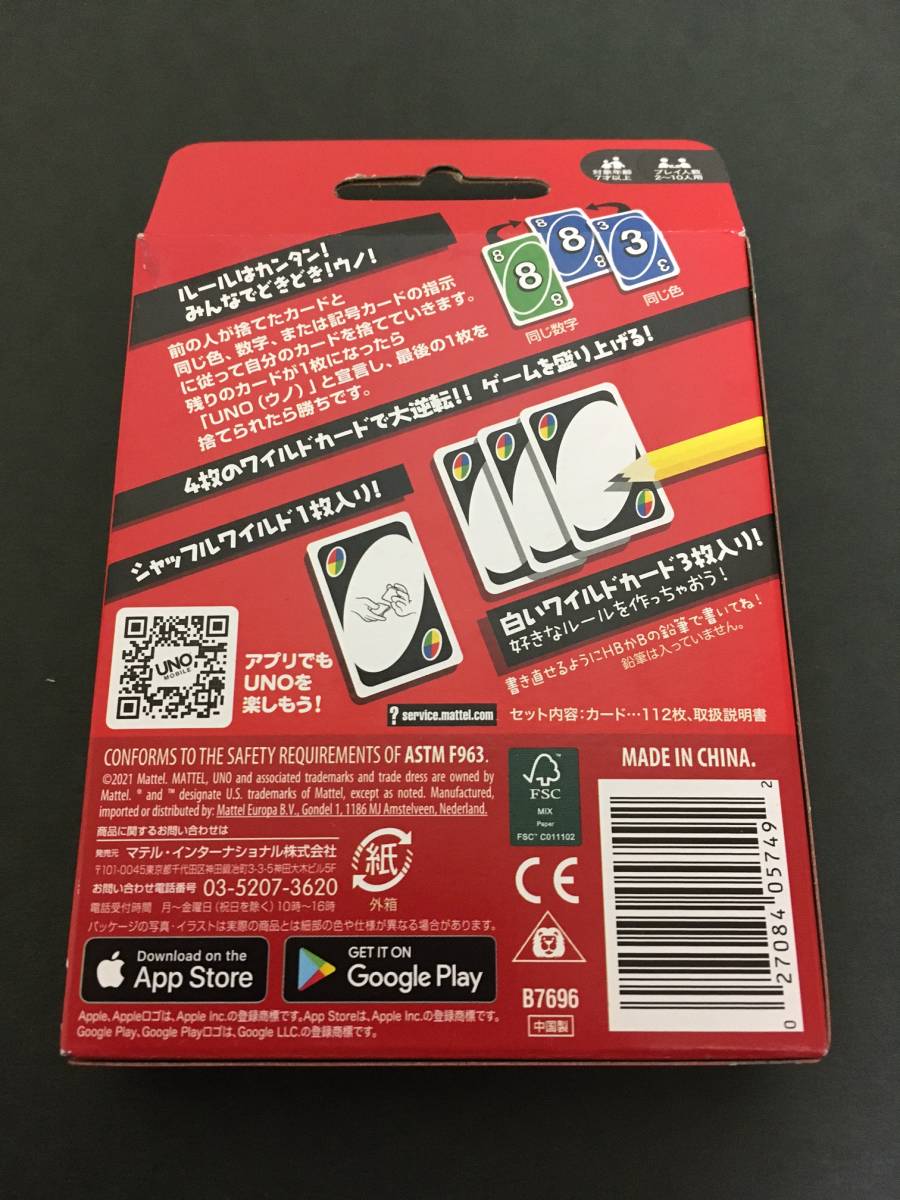 対象年齢
7才以上
プレイ人数
2～10人用
ルールはカンタン！
みんなでどきどき！ウノ！
前の人が捨てたカードと
同じ色、数字、または記号カードの指示
に従って自分のカードを捨てていきます。
残りのカードが1枚になったら
「UNO（ウノ）」と宣言し、最後の1枚を
捨てられたら勝ちです。
8
8
8
8
8
8
3
3
3
同じ数字
同じ色
4枚のワイルドカードで大逆転!! ゲームを盛り上げる！
シャッフルワイルド1枚入り！
白いワイルドカード3枚入り！
好きなルールを作っちゃおう！
書き直せるようにHBかBの鉛筆で書いてね！
鉛筆は入っていません。
UNO
MOBILE
アプリでも
UNOを
楽しもう！
? service.mattel.com
セット内容：カード…112枚、取扱説明書
CONFORMS TO THE SAFETY REQUIREMENTS OF ASTM F963.
©2021 Mattel. MATTEL, UNO and associated trademarks and trade dress are owned by
Mattel. ® and ™ designate U.S. trademarks of Mattel, except as noted. Manufactured,
imported or distributed by: Mattel Europa B.V., Gondel 1, 1186 MJ Amstelveen, Nederland.
商品に関するお問い合わせは
発売元 マテル・インターナショナル株式会社
〒101-0045東京都千代田区神田鍛冶町3-3-5神田大木ビル5F
お問い合わせ電話番号 03-5207-3620
電話受付時間 月～金曜日（祝日を除く）10時～16時
パッケージの写真・イラストは実際の商品とは細部の色や仕様が異なる場合があります。
紙
外箱
FSC
MIX
Paper
FSC™ C011102
CE
MADE IN CHINA.
0 27084 05749 2
B7696
中国製
Download on the
App Store
GET IT ON
Google Play
Apple、Appleロゴは、Apple Inc.の登録商標です。App Storeは、Apple Inc.の登録商標です。
Google Play、Google Playロゴは、Google LLC.の登録商標です。